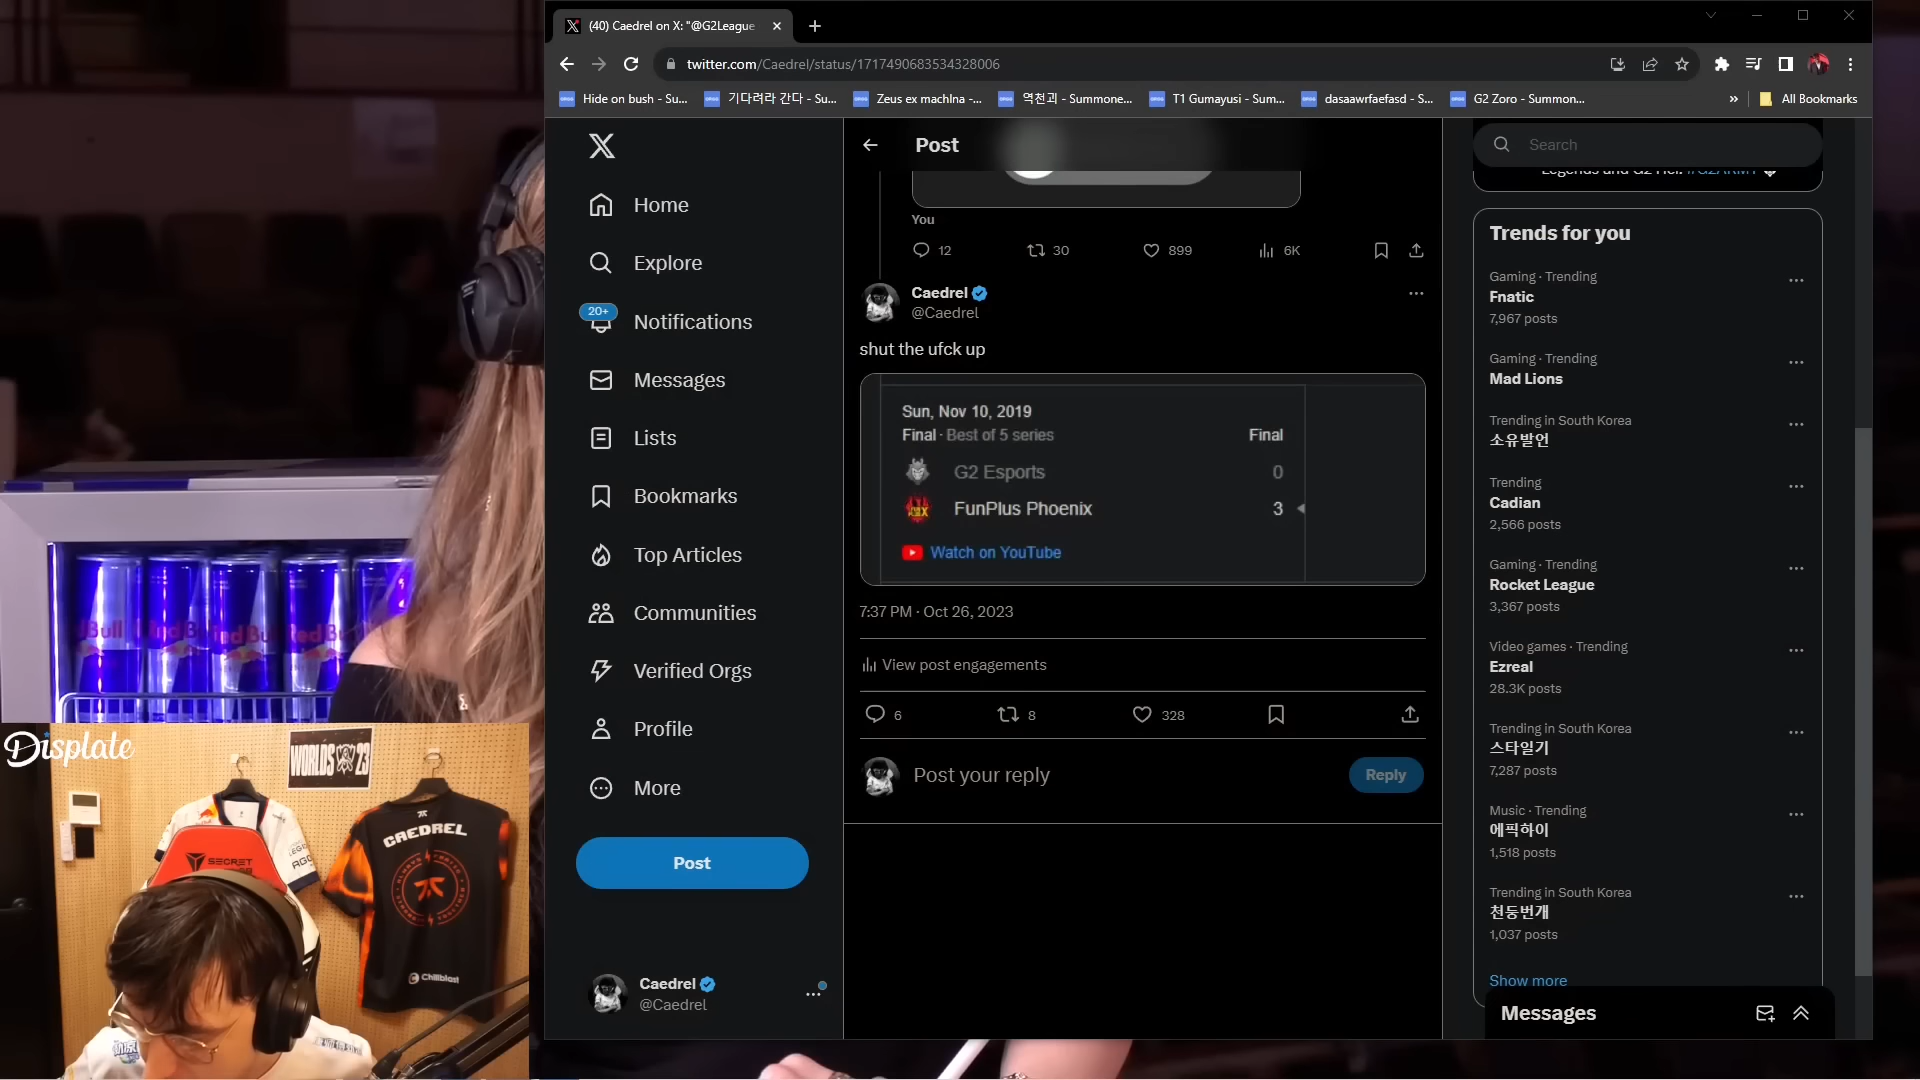 (40) Caedrel on X: "@G2League
twitter.com/Caedrel/status/1717490683534328006
Hide on bush - Su...
기다려라 간다 - Su...
Zeus ex machIna -...
역천괴 - Summone...
T1 Gumayusi - Sum...
dasaawrfaefasd - S...
G2 Zoro - Summon...
»
All Bookmarks
Home
Explore
20+
Notifications
Messages
Lists
Bookmarks
Top Articles
Communities
Verified Orgs
Profile
More
Post
Caedrel
@Caedrel
Post
You
12
30
899
6K
Caedrel
@Caedrel
shut the ufck up
Sun, Nov 10, 2019
Final · Best of 5 series
Final
G2 Esports
0
FunPlus Phoenix
3
Watch on YouTube
7:37 PM · Oct 26, 2023
View post engagements
6
8
328
Post your reply
Reply
Search
Legends and G2 Hel. #G2ARMY
Trends for you
Gaming · Trending
Fnatic
7,967 posts
Gaming · Trending
Mad Lions
Trending in South Korea
소유발언
Trending
Cadian
2,566 posts
Gaming · Trending
Rocket League
3,367 posts
Video games · Trending
Ezreal
28.3K posts
Trending in South Korea
스타일기
7,287 posts
Music · Trending
에픽하이
1,518 posts
Trending in South Korea
천둥번개
1,037 posts
Show more
Messages
Red Bull
Displate
WORLDS 23
SECRET
CAEDREL
Chillblast